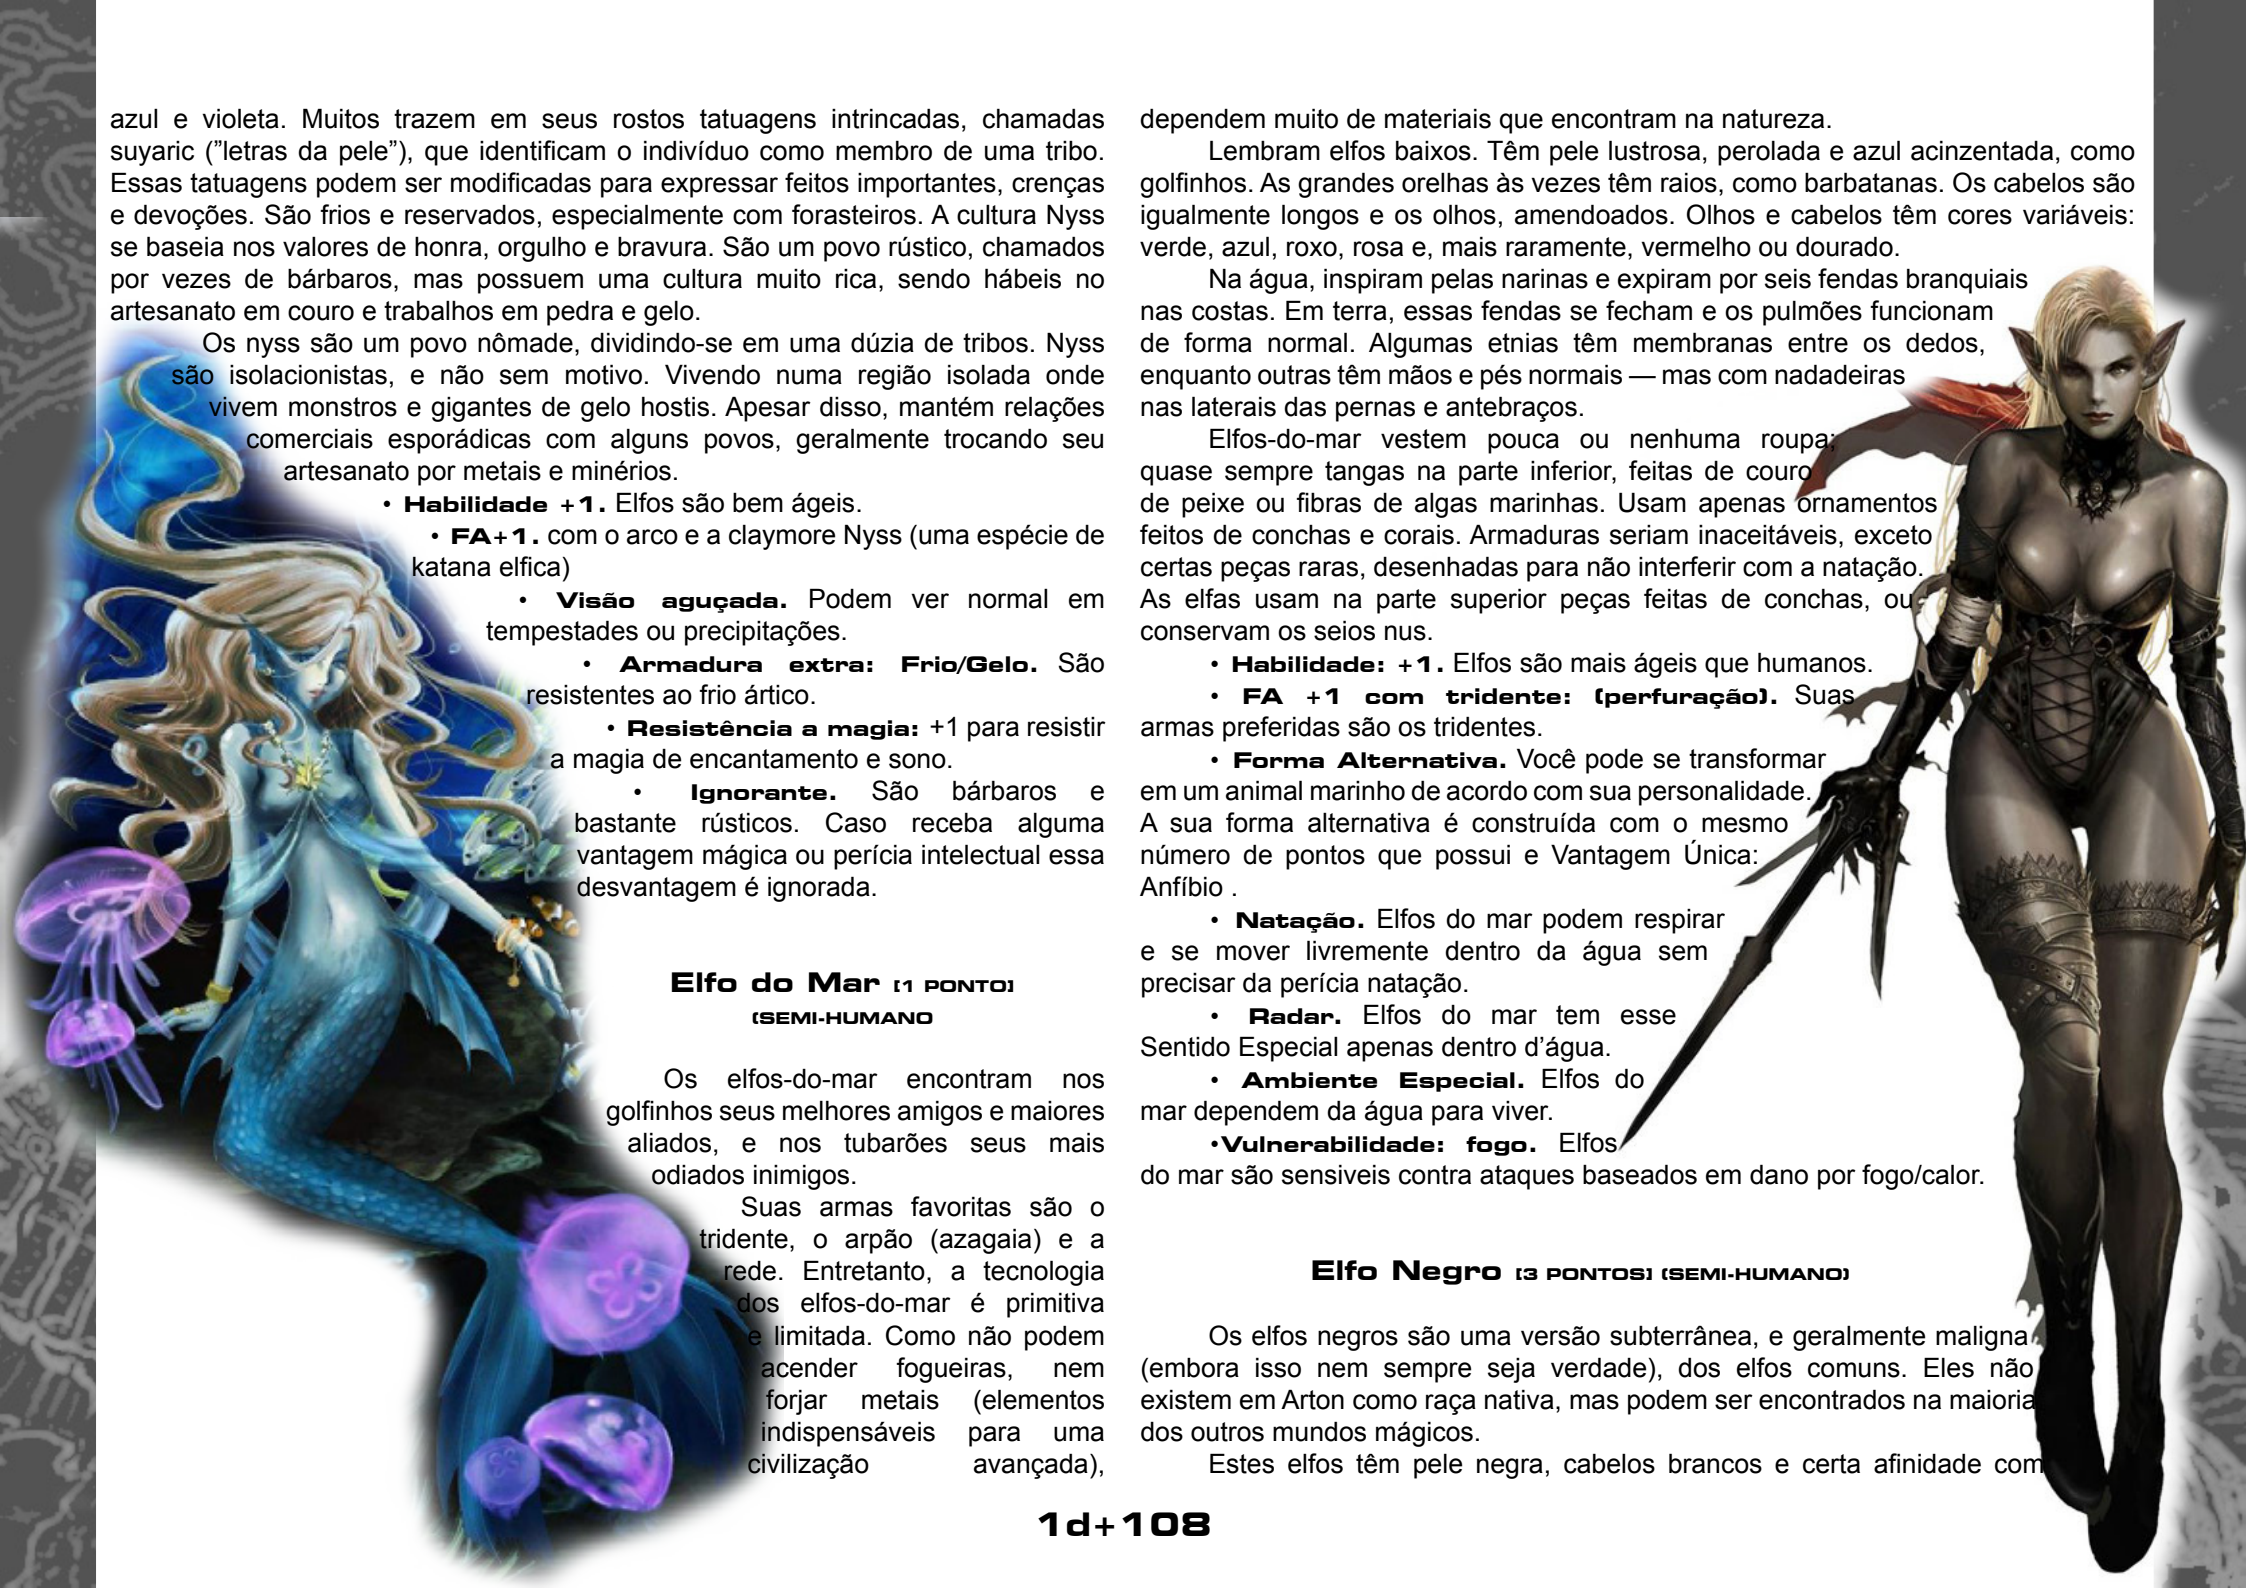 azul e violeta. Muitos trazem em seus rostos tatuagens intrincadas, chamadas
suyaric (”letras da pele”), que identificam o indivíduo como membro de uma tribo.
Essas tatuagens podem ser modificadas para expressar feitos importantes, crenças
e devoções. São frios e reservados, especialmente com forasteiros. A cultura Nyss
se baseia nos valores de honra, orgulho e bravura. São um povo rústico, chamados
por vezes de bárbaros, mas possuem uma cultura muito rica, sendo hábeis no
artesanato em couro e trabalhos em pedra e gelo.
Os nyss são um povo nômade, dividindo-se em uma dúzia de tribos. Nyss
são isolacionistas, e não sem motivo. Vivendo numa região isolada onde
vivem monstros e gigantes de gelo hostis. Apesar disso, mantém relações
comerciais esporádicas com alguns povos, geralmente trocando seu
artesanato por metais e minérios.
• Habilidade +1. Elfos são bem ágeis.
• FA+1. com o arco e a claymore Nyss (uma espécie de
katana elfica)
• Visão aguçada. Podem ver normal em
tempestades ou precipitações.
• Armadura extra: Frio/Gelo. São
resistentes ao frio ártico.
• Resistência a magia: +1 para resistir
a magia de encantamento e sono.
• Ignorante. São bárbaros e
bastante rústicos. Caso receba alguma
vantagem mágica ou perícia intelectual essa
desvantagem é ignorada.
Elfo do Mar [1 PONTO]
(SEMI-HUMANO
Os elfos-do-mar encontram nos
golfinhos seus melhores amigos e maiores
aliados, e nos tubarões seus mais
odiados inimigos.
Suas armas favoritas são o
tridente, o arpão (azagaia) e a
rede. Entretanto, a tecnologia
dos elfos-do-mar é primitiva
e limitada. Como não podem
acender fogueiras, nem
forjar metais (elementos
indispensáveis para uma
civilização avançada),
dependem muito de materiais que encontram na natureza.
Lembram elfos baixos. Têm pele lustrosa, perolada e azul acinzentada, como
golfinhos. As grandes orelhas às vezes têm raios, como barbatanas. Os cabelos são
igualmente longos e os olhos, amendoados. Olhos e cabelos têm cores variáveis:
verde, azul, roxo, rosa e, mais raramente, vermelho ou dourado.
Na água, inspiram pelas narinas e expiram por seis fendas branquiais
nas costas. Em terra, essas fendas se fecham e os pulmões funcionam
de forma normal. Algumas etnias têm membranas entre os dedos,
enquanto outras têm mãos e pés normais — mas com nadadeiras
nas laterais das pernas e antebraços.
Elfos-do-mar vestem pouca ou nenhuma roupa;
quase sempre tangas na parte inferior, feitas de couro
de peixe ou fibras de algas marinhas. Usam apenas ornamentos
feitos de conchas e corais. Armaduras seriam inaceitáveis, exceto
certas peças raras, desenhadas para não interferir com a natação.
As elfas usam na parte superior peças feitas de conchas, ou
conservam os seios nus.
• Habilidade: +1. Elfos são mais ágeis que humanos.
• FA +1 com tridente: (perfuração). Suas
armas preferidas são os tridentes.
• Forma Alternativa. Você pode se transformar
em um animal marinho de acordo com sua personalidade.
A sua forma alternativa é construída com o mesmo
número de pontos que possui e Vantagem Única:
Anfíbio .
• Natação. Elfos do mar podem respirar
e se mover livremente dentro da água sem
precisar da perícia natação.
• Radar. Elfos do mar tem esse
Sentido Especial apenas dentro d’água.
• Ambiente Especial. Elfos do
mar dependem da água para viver.
•Vulnerabilidade: fogo. Elfos
do mar são sensiveis contra ataques baseados em dano por fogo/calor.
Elfo Negro [3 PONTOS] (SEMI-HUMANO)
Os elfos negros são uma versão subterrânea, e geralmente maligna
(embora isso nem sempre seja verdade), dos elfos comuns. Eles não
existem em Arton como raça nativa, mas podem ser encontrados na maioria
dos outros mundos mágicos.
Estes elfos têm pele negra, cabelos brancos e certa afinidade com
1d+108